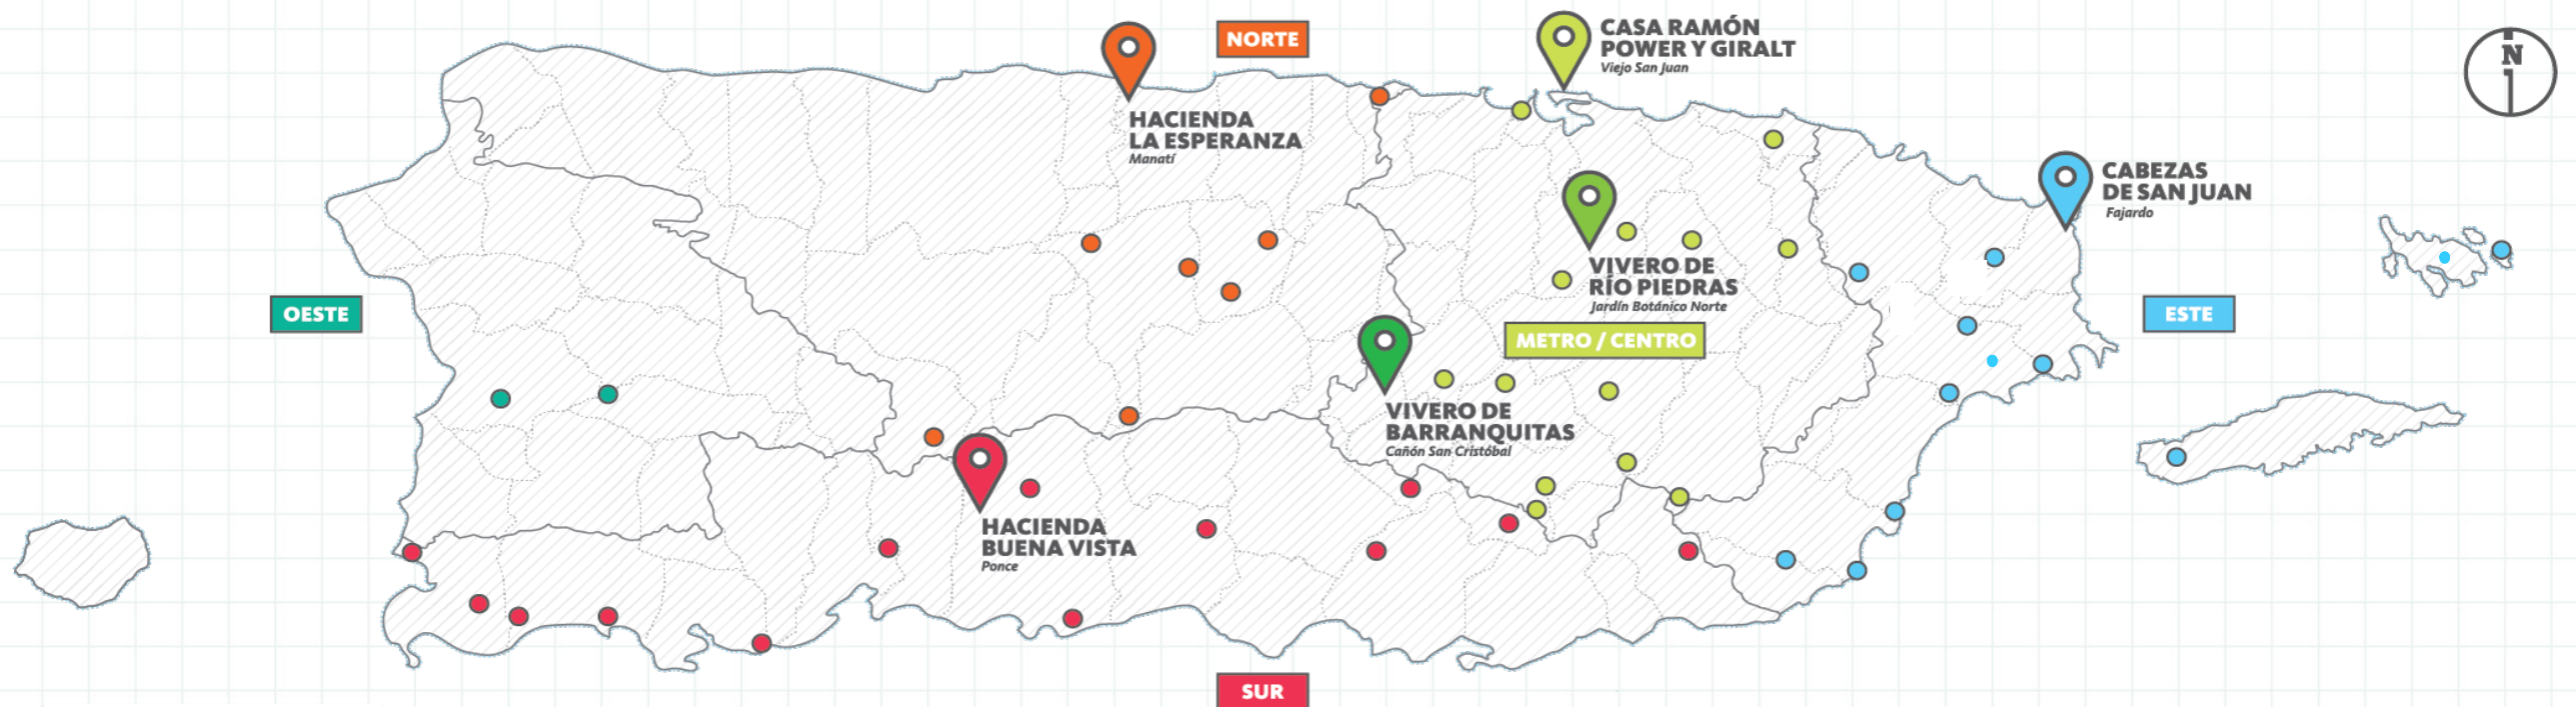 NORTE
CASA RAMÓN
POWER Y GIRALT
Viejo San Juan
N
HACIENDA
LA ESPERANZA
Manatí
CABEZAS
DE SAN JUAN
Fajardo
VIVERO DE
RÍO PIEDRAS
Jardín Botánico Norte
OESTE
ESTE
METRO / CENTRO
VIVERO DE
BARRANQUITAS
Cañón San Cristóbal
HACIENDA
BUENA VISTA
Ponce
SUR